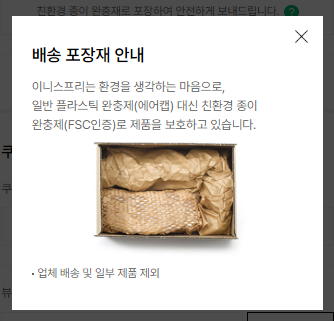 친환경 종이 완충재로 포장하여 안전하게 보내드립니다. ?
배송 포장재 안내
이니스프리는 환경을 생각하는 마음으로,
일반 플라스틱 완충제(에어캡) 대신 친환경 종이
완충제(FSC인증)로 제품을 보호하고 있습니다.
쿠
뷰
• 업체 배송 및 일부 제품 제외